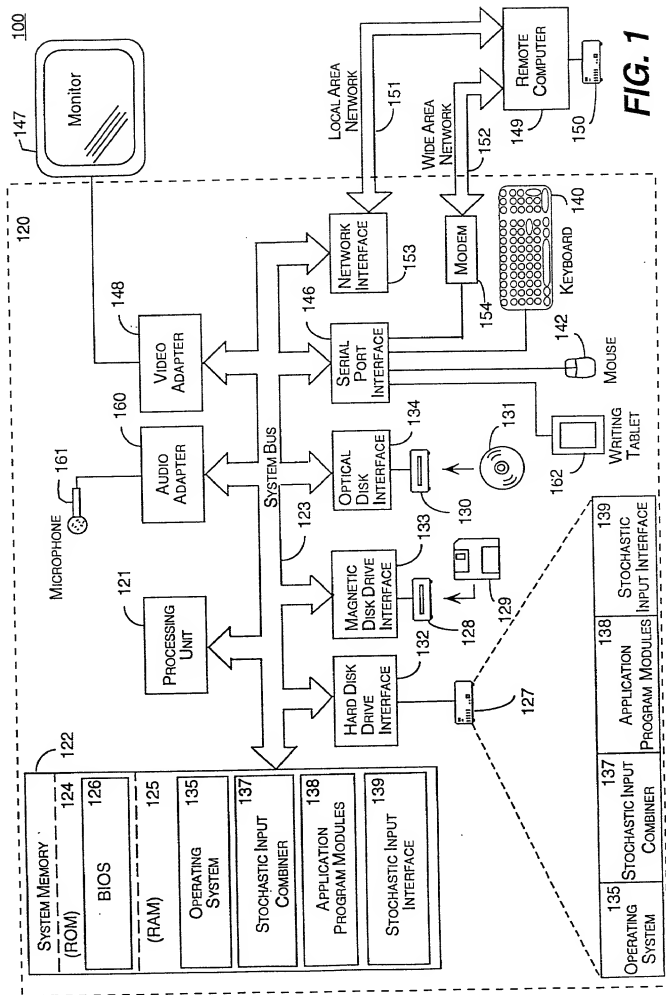 100
147
Monitor
120
SYSTEM MEMORY
122
(ROM) 124
BIOS 126
(RAM) 125
OPERATING
SYSTEM
135
STOCHASTIC INPUT
COMBINER
137
APPLICATION
PROGRAM MODULES
138
STOCHASTIC INPUT
INTERFACE
139
PROCESSING
UNIT
121
MICROPHONE
161
AUDIO
ADAPTER
160
VIDEO
ADAPTER
148
SYSTEM BUS
123
HARD DISK
DRIVE
INTERFACE
132
MAGNETIC
DISK DRIVE
INTERFACE
133
OPTICAL
DISK
INTERFACE
134
SERIAL
PORT
INTERFACE
146
NETWORK
INTERFACE
153
LOCAL AREA
NETWORK
151
WIDE AREA
NETWORK
152
REMOTE
COMPUTER
149
150
MODEM
154
127
128
129
130
131
KEYBOARD
140
MOUSE
142
WRITING
TABLET
162
OPERATING
SYSTEM
135
STOCHASTIC INPUT
COMBINER
137
APPLICATION
PROGRAM MODULES
138
STOCHASTIC
INPUT INTERFACE
139
FIG. 1